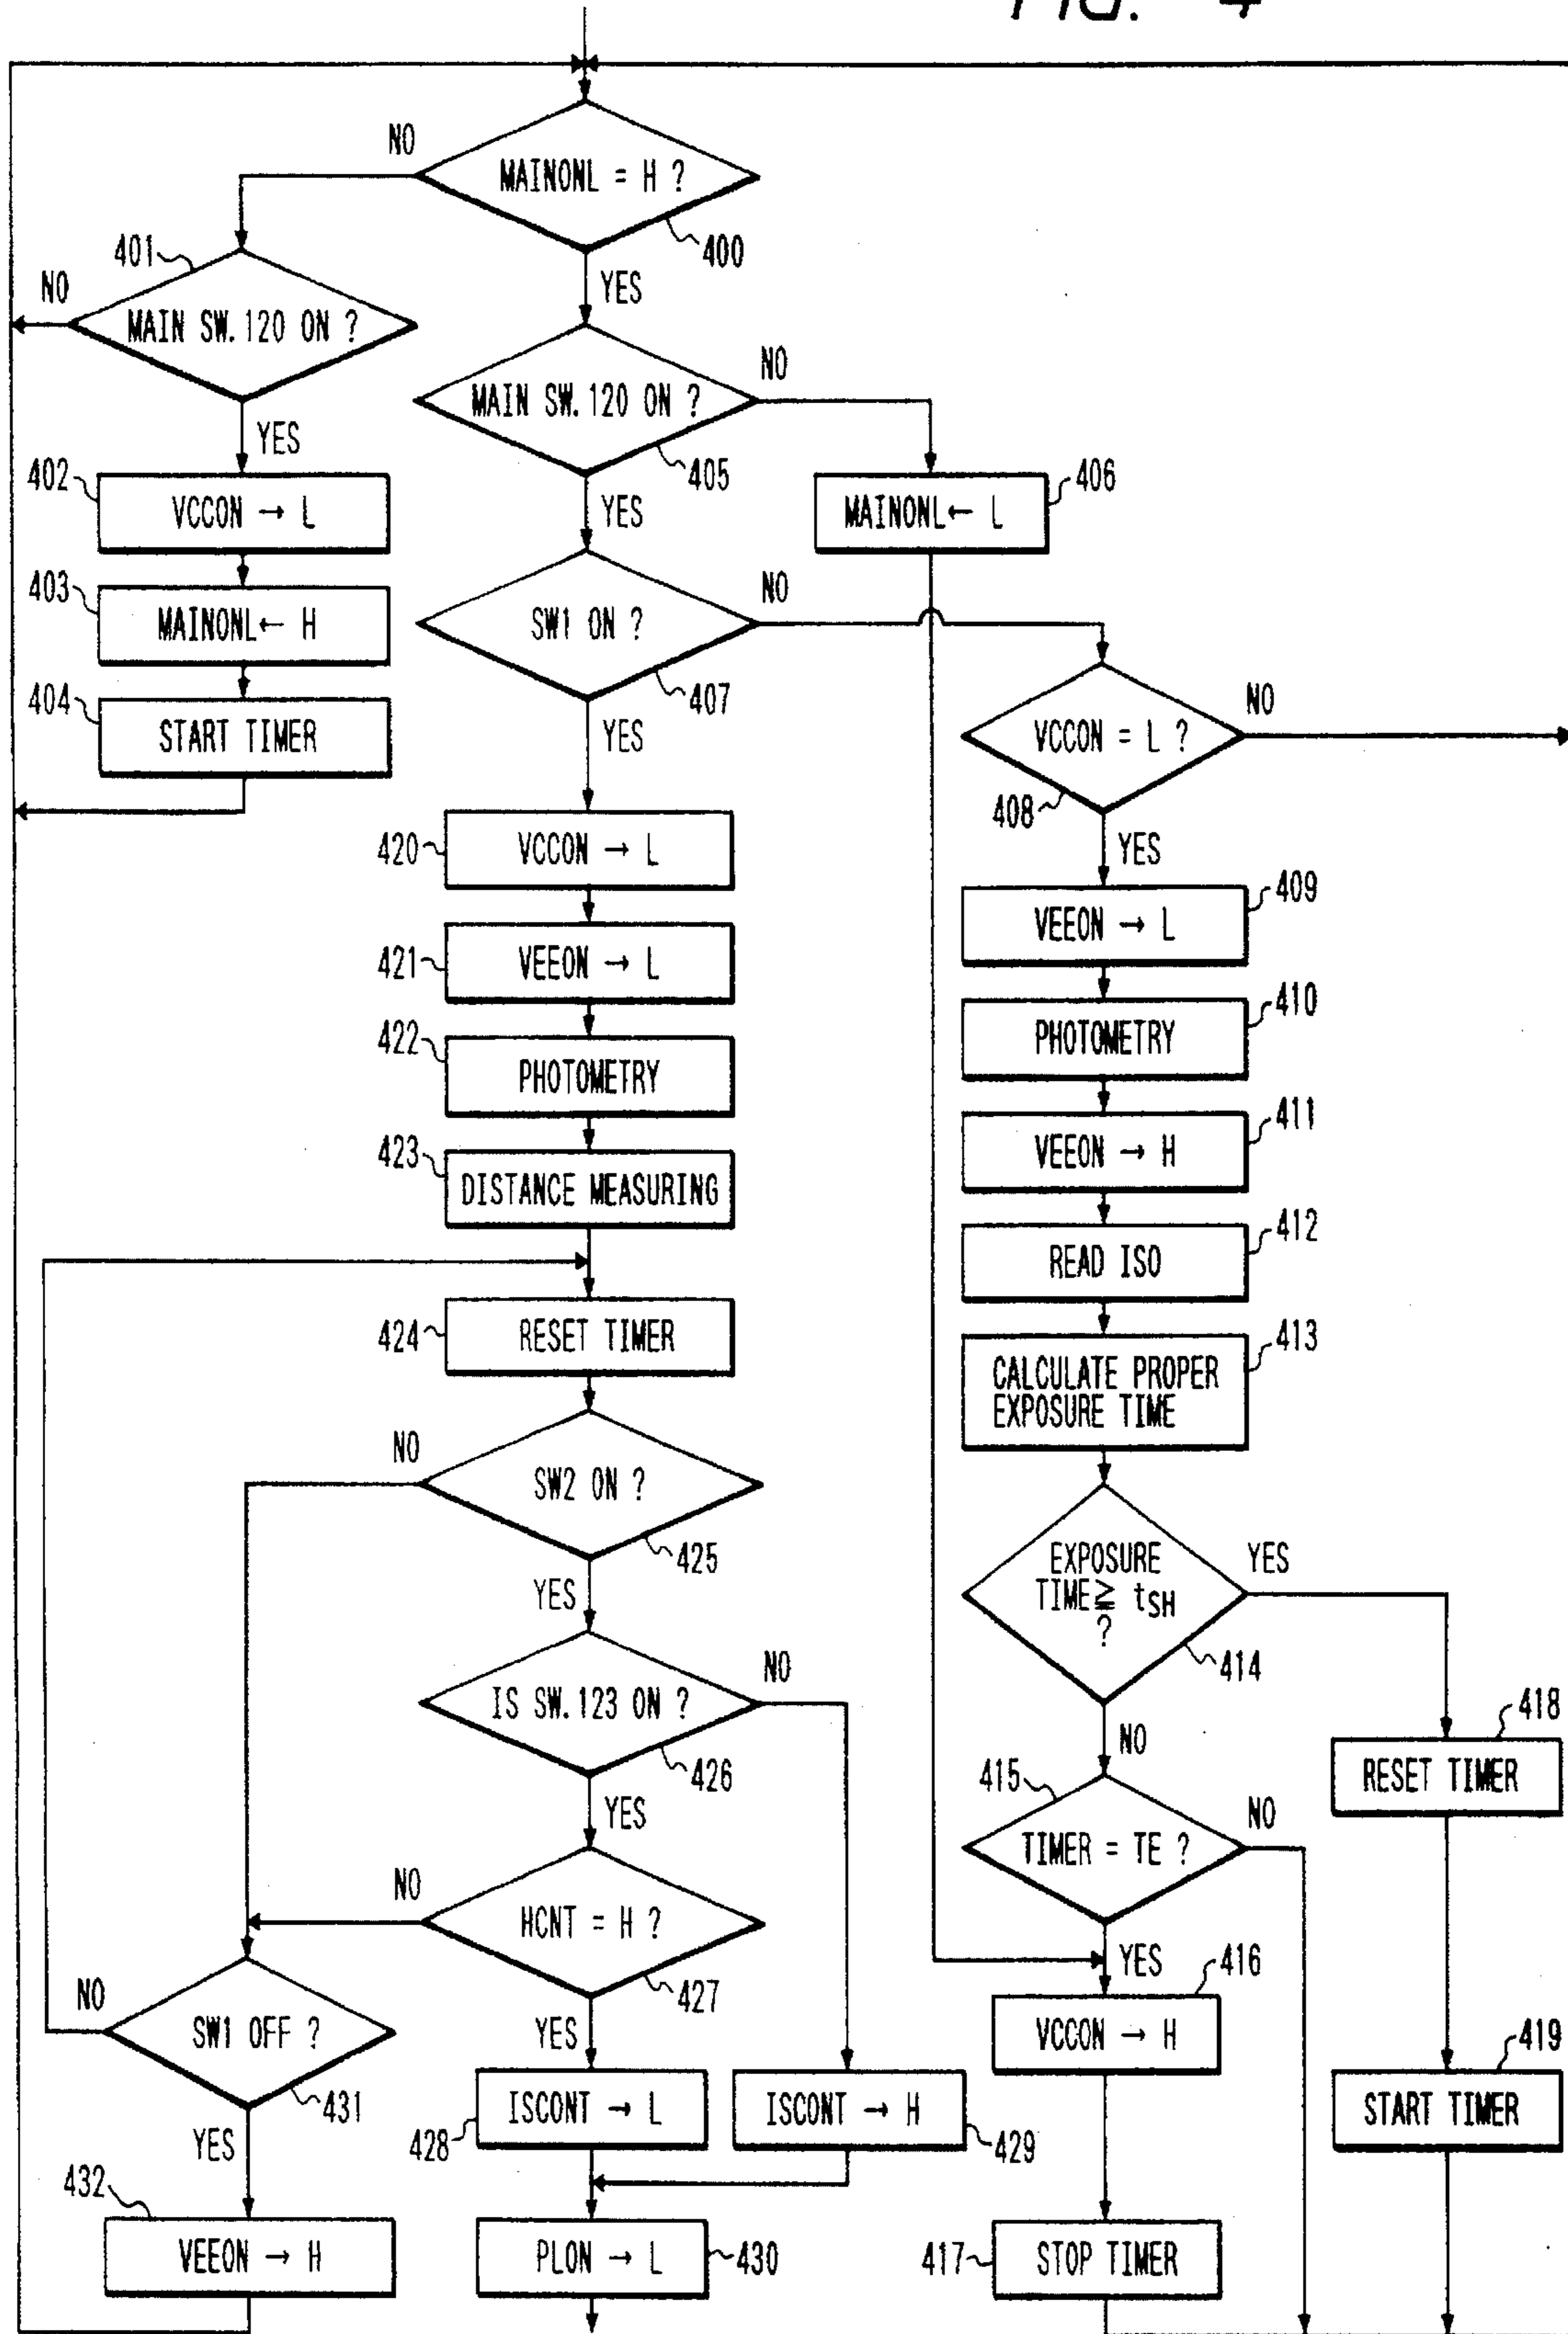 FIG. 4
NO
MAINONL = H ?
400
401
YES
NO
MAIN SW.120 ON ?
MAIN SW.120 ON ?
NO
YES
405
402
VCCON → L
YES
MAINONL← L
406
403
MAINONL← H
SW1 ON ?
NO
404
START TIMER
407
YES
VCCON = L ?
NO
408
420
VCCON → L
YES
409
VEEON → L
421
VEEON → L
422
PHOTOMETRY
410
PHOTOMETRY
423
DISTANCE MEASURING
411
VEEON → H
412
READ ISO
424
RESET TIMER
413
CALCULATE PROPER
EXPOSURE TIME
NO
SW2 ON ?
425
YES
EXPOSURE
TIME≧ tSH
?
YES
414
IS SW.123 ON ?
NO
426
YES
NO
418
RESET TIMER
415
TIMER = TE ?
NO
NO
HCNT = H ?
427
YES
YES
416
VCCON → H
NO
SW1 OFF ?
431
YES
428
ISCONT → L
ISCONT → H
429
419
START TIMER
432
VEEON → H
PLON → L
430
417
STOP TIMER